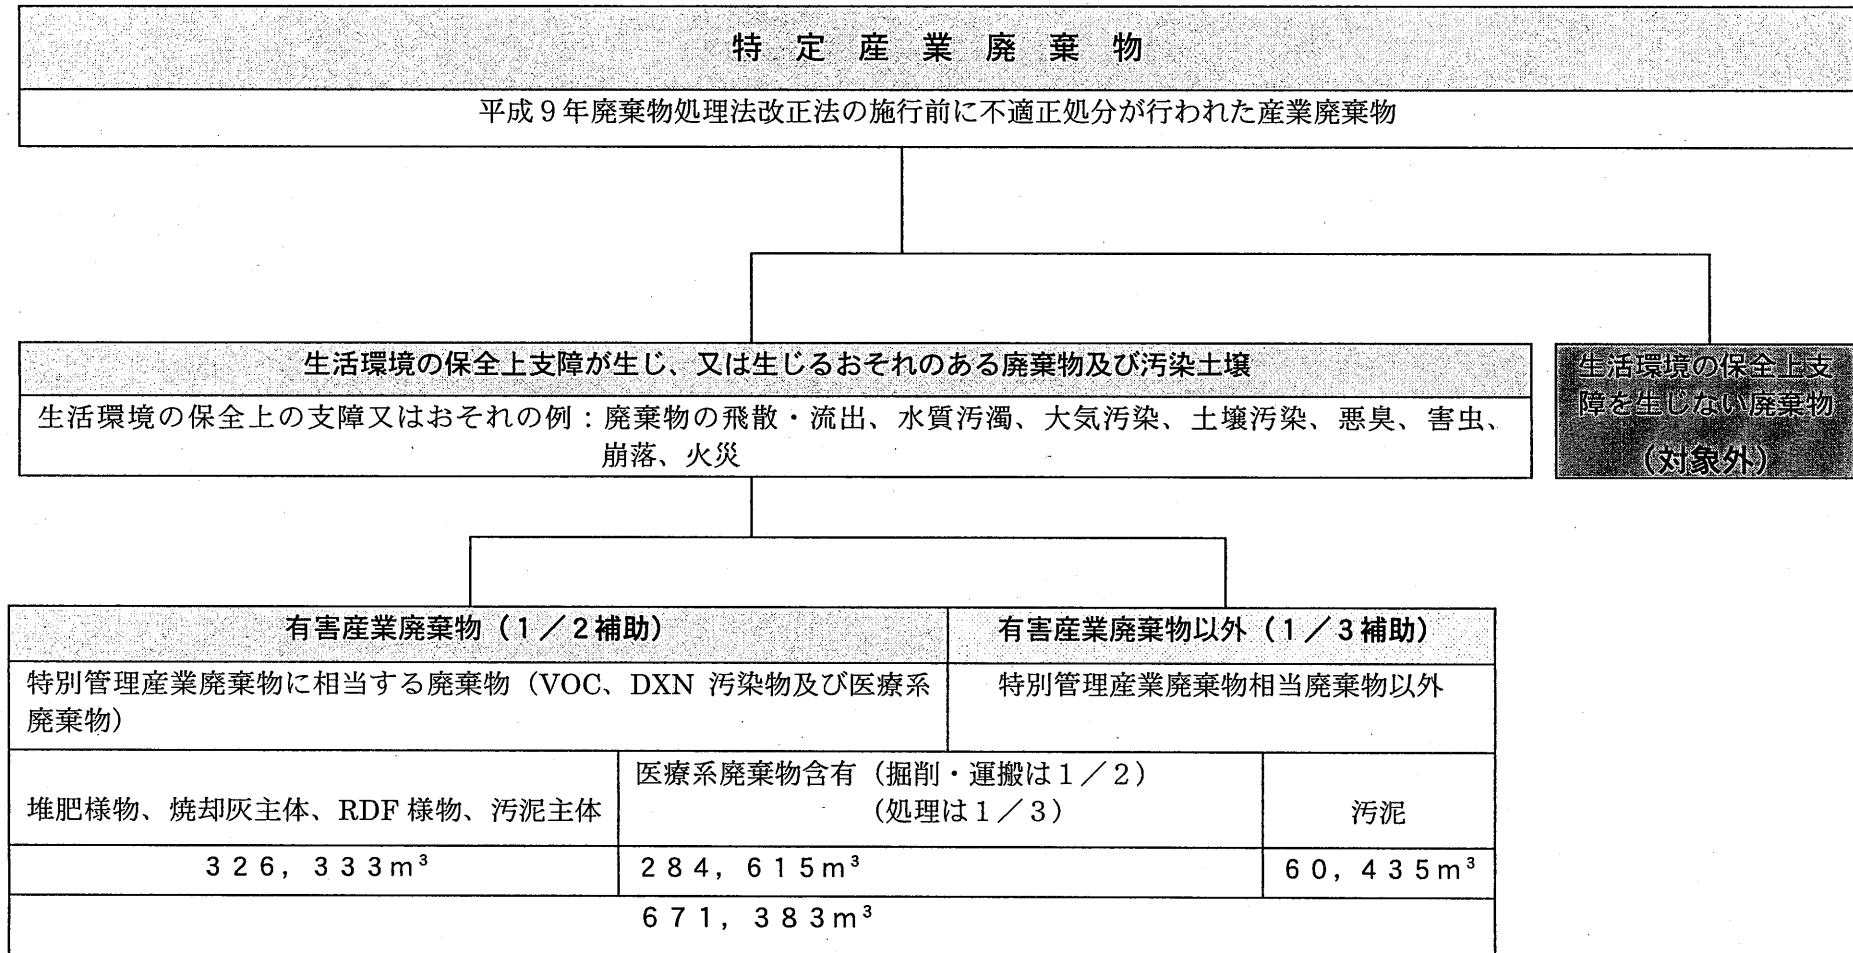 特定産業廃棄物
平成9年廃棄物処理法改正法の施行前に不適正処分が行われた産業廃棄物
生活環境の保全上支障が生じ、又は生じるおそれのある廃棄物及び汚染土壌
生活環境の保全上の支障又はおそれの例：廃棄物の飛散・流出、水質汚濁、大気汚染、土壌汚染、悪臭、害虫、
崩落、火災
生活環境の保全上支
障を生じない廃棄物
（対象外）
有害産業廃棄物（１／２補助）
有害産業廃棄物以外（１／３補助）
特別管理産業廃棄物に相当する廃棄物（VOC、DXN 汚染物及び医療系
廃棄物）
特別管理産業廃棄物相当廃棄物以外
堆肥様物、焼却灰主体、RDF 様物、汚泥主体
医療系廃棄物含有（掘削・運搬は１／２）
（処理は１／３）
汚泥
３２６，３３３m³
２８４，６１５m³
６０，４３５m³
６７１，３８３m³